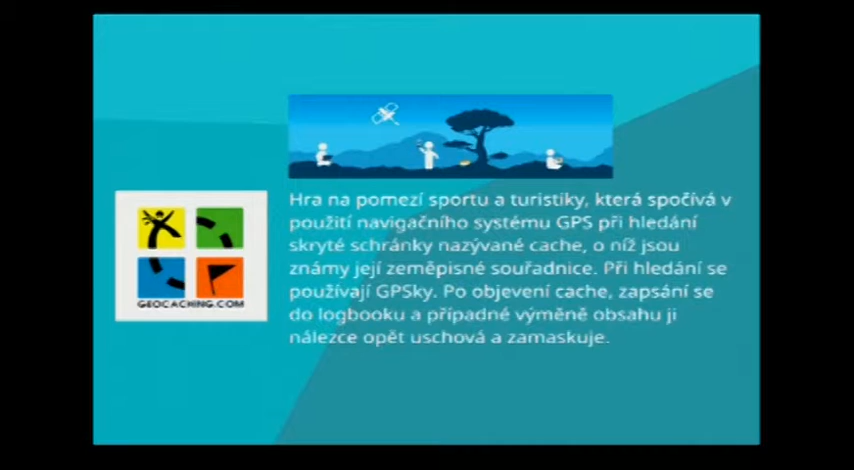 Hra na pomezí sportu a turistiky, která spočívá v
použití navigačního systému GPS při hledání
skryté schránky nazývané cache, o níž jsou
známy její zeměpisné souřadnice. Při hledání se
používají GPSky. Po objevení cache, zapsání se
do logbooku a případné výměně obsahu ji
nálezce opět uschová a zamaskuje.
GEOCACHING.COM